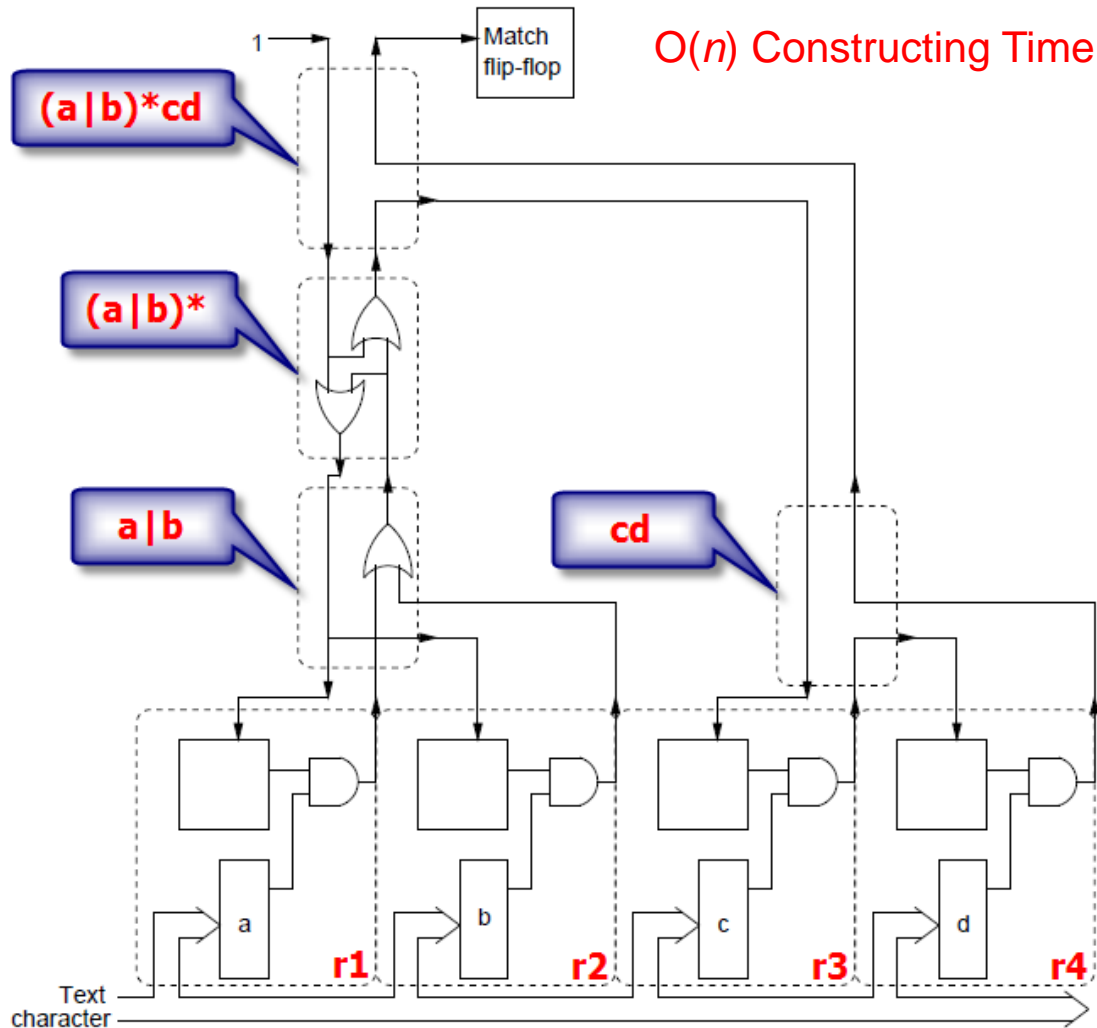 O(n) Constructing Time
1
Match
flip-flop
(a|b)*cd
(a|b)*
a|b
cd
a
b
c
d
r1
r2
r3
r4
Text
character